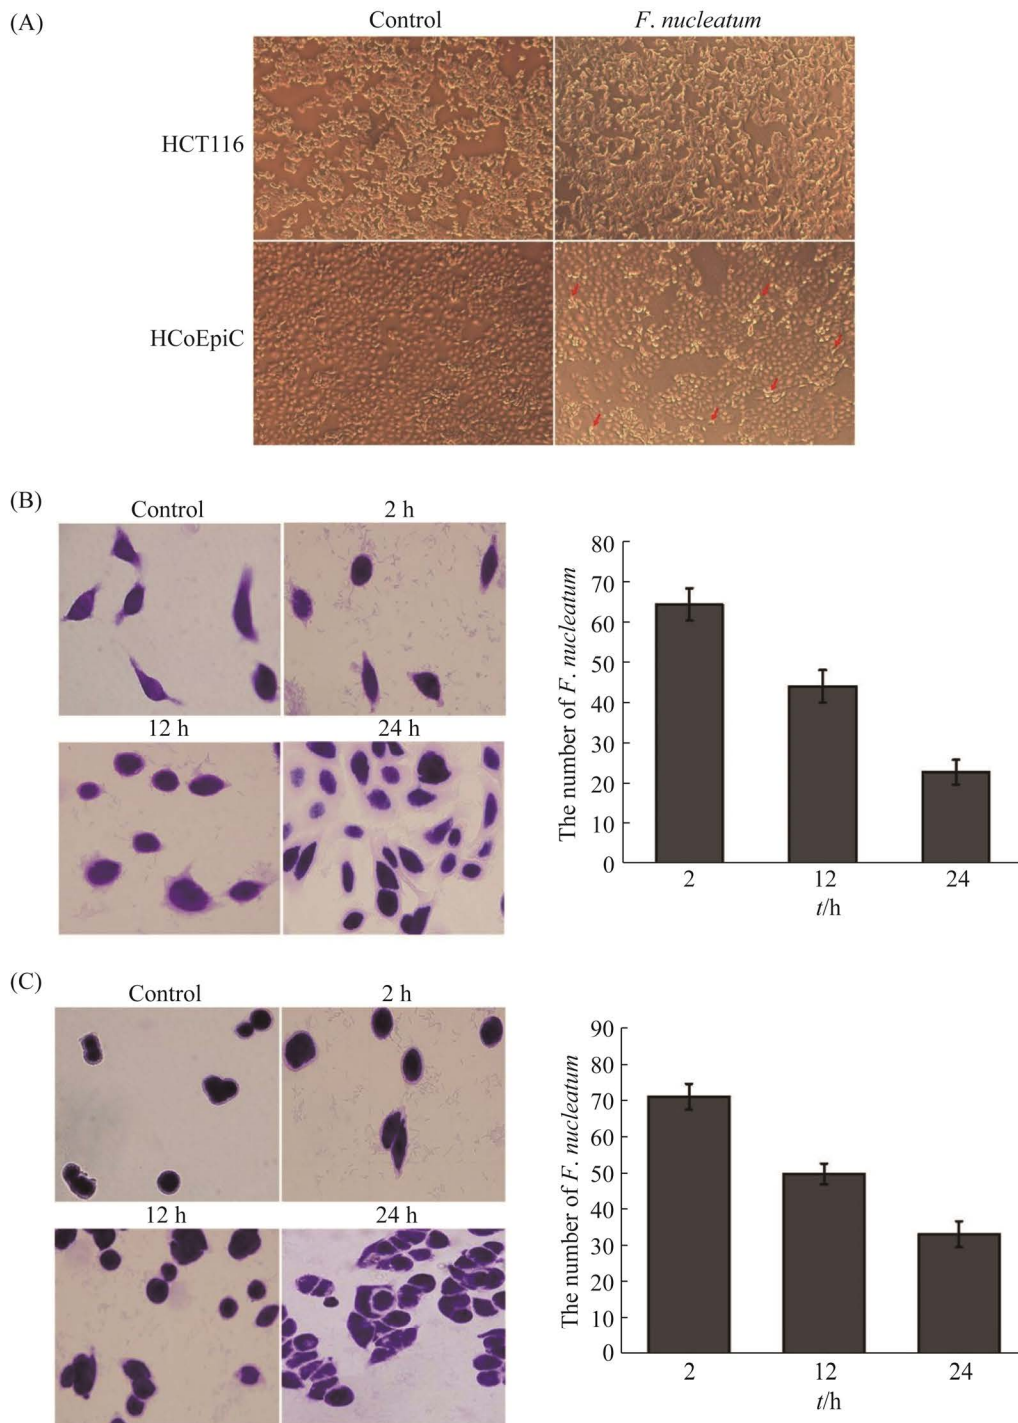 (A)
Control F. nucleatum
HCT116
HCoEpiC
(B)
Control 2 h
12 h 24 h
The number of F. nucleatum
80
70
60
50
40
30
20
10
0
2 12 24
t/h
(C)
Control 2 h
12 h 24 h
The number of F. nucleatum
90
80
70
60
50
40
30
20
10
0
2 12 24
t/h